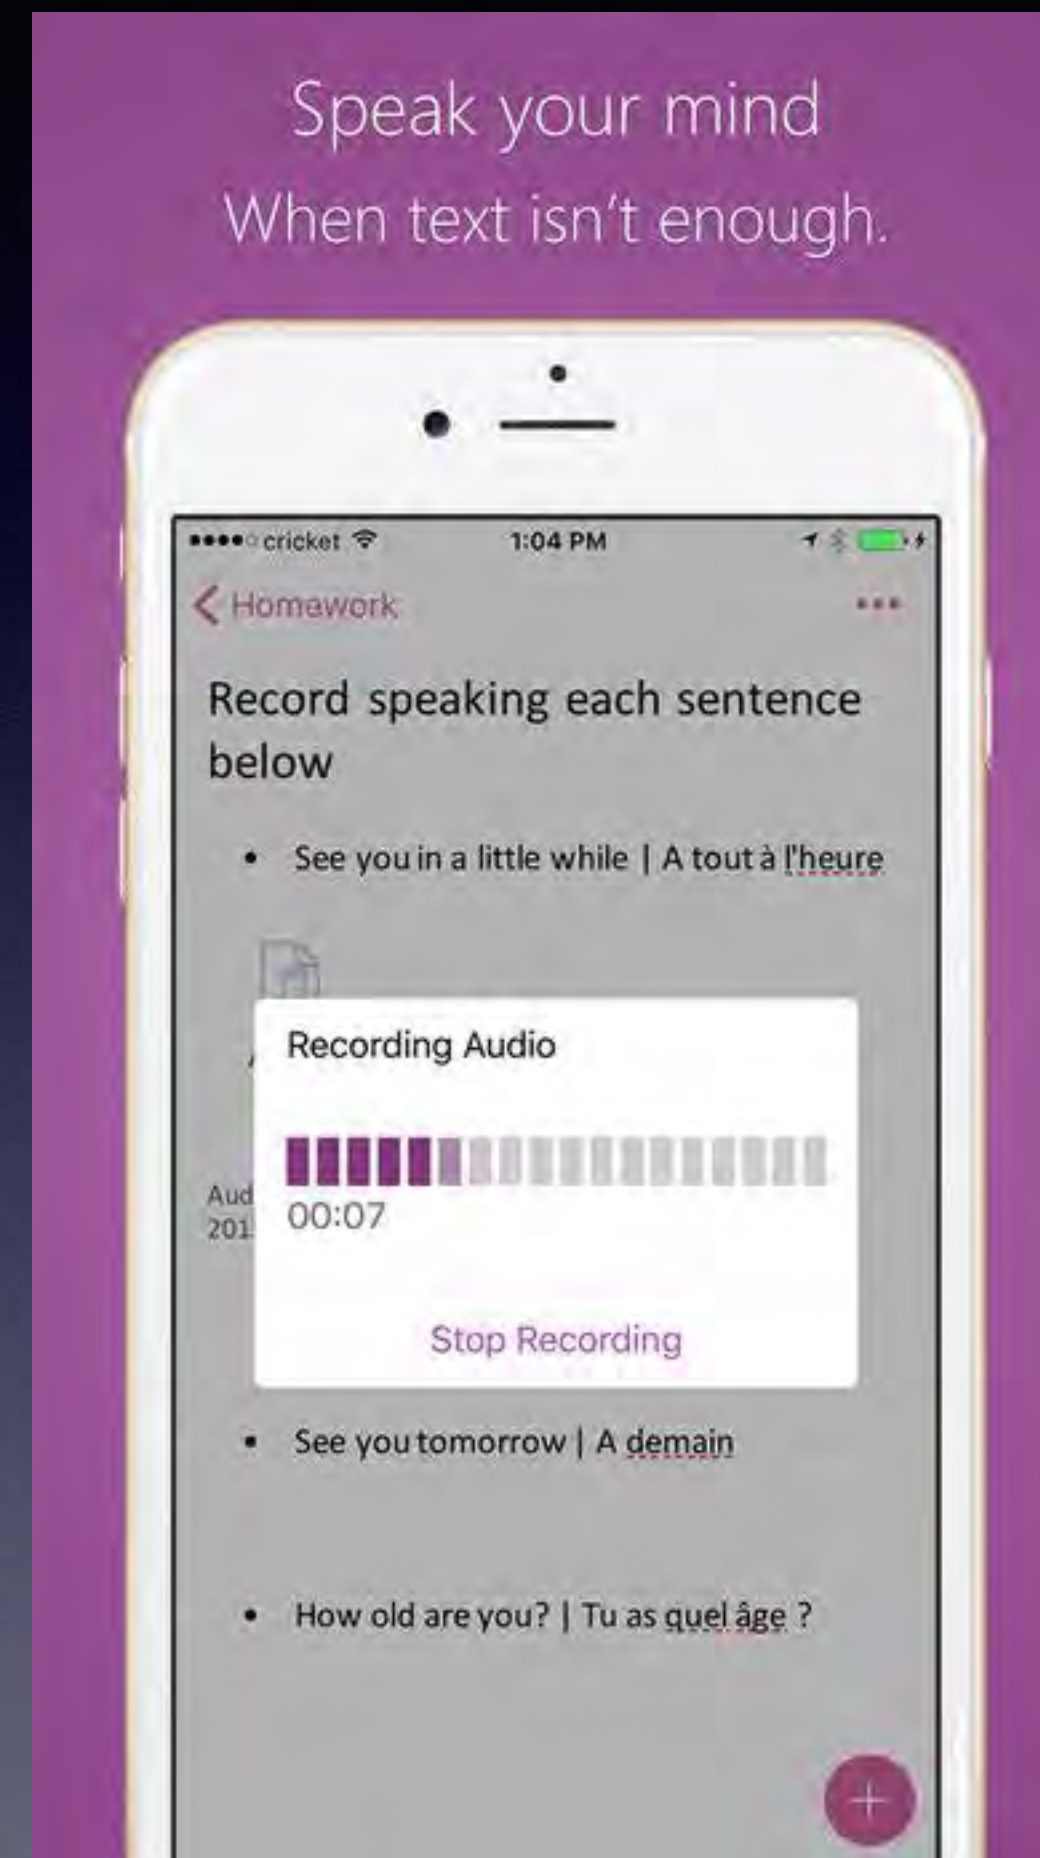 Speak your mind
When text isn't enough.
cricket 1:04 PM
Homework
Record speaking each sentence
below
• See you in a little while | A tout à l'heure
Recording Audio
00:07
Stop Recording
• See you tomorrow | A demain
• How old are you? | Tu as quel âge ?